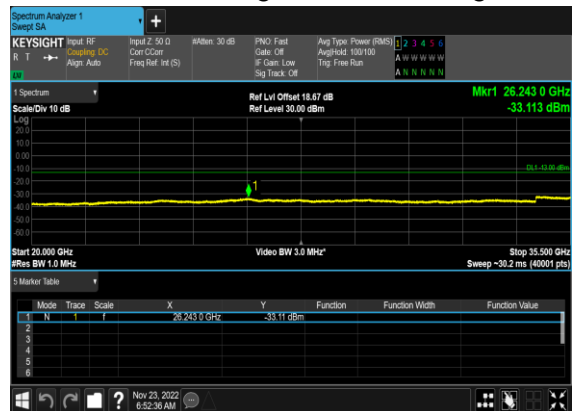 Spectrum Analyzer 1
Swept SA
+
KEYSIGHT Input: RF Input Z: 50 Ω #Atten: 30 dB PNO: Fast Avg Type: Power (RMS) 1 2 3 4 5 6
R T Coupling: DC Corr CCorr Gate: Off Avg|Hold: 100/100 A W W W W W
Align: Auto Freq Ref: Int (S) IF Gain: Low Trig: Free Run
Sig Track: Off A N N N N N
1 Spectrum
Ref Lvl Offset 18.67 dB Mkr1 26.243 0 GHz
Scale/Div 10 dB Ref Level 30.00 dBm -33.113 dBm
Log
20.0
10.0
0.00
-10.0
DL1 -13.00 dBm
-20.0
1
-30.0
-40.0
-50.0
-60.0
Start 20.000 GHz Video BW 3.0 MHz* Stop 35.500 GHz
#Res BW 1.0 MHz Sweep ~30.2 ms (40001 pts)
5 Marker Table
Mode Trace Scale X Y Function Function Width Function Value
1 N 1 f 26.243 0 GHz -33.11 dBm
2
3
4
5
6
? Nov 23, 2022
6:52:36 AM